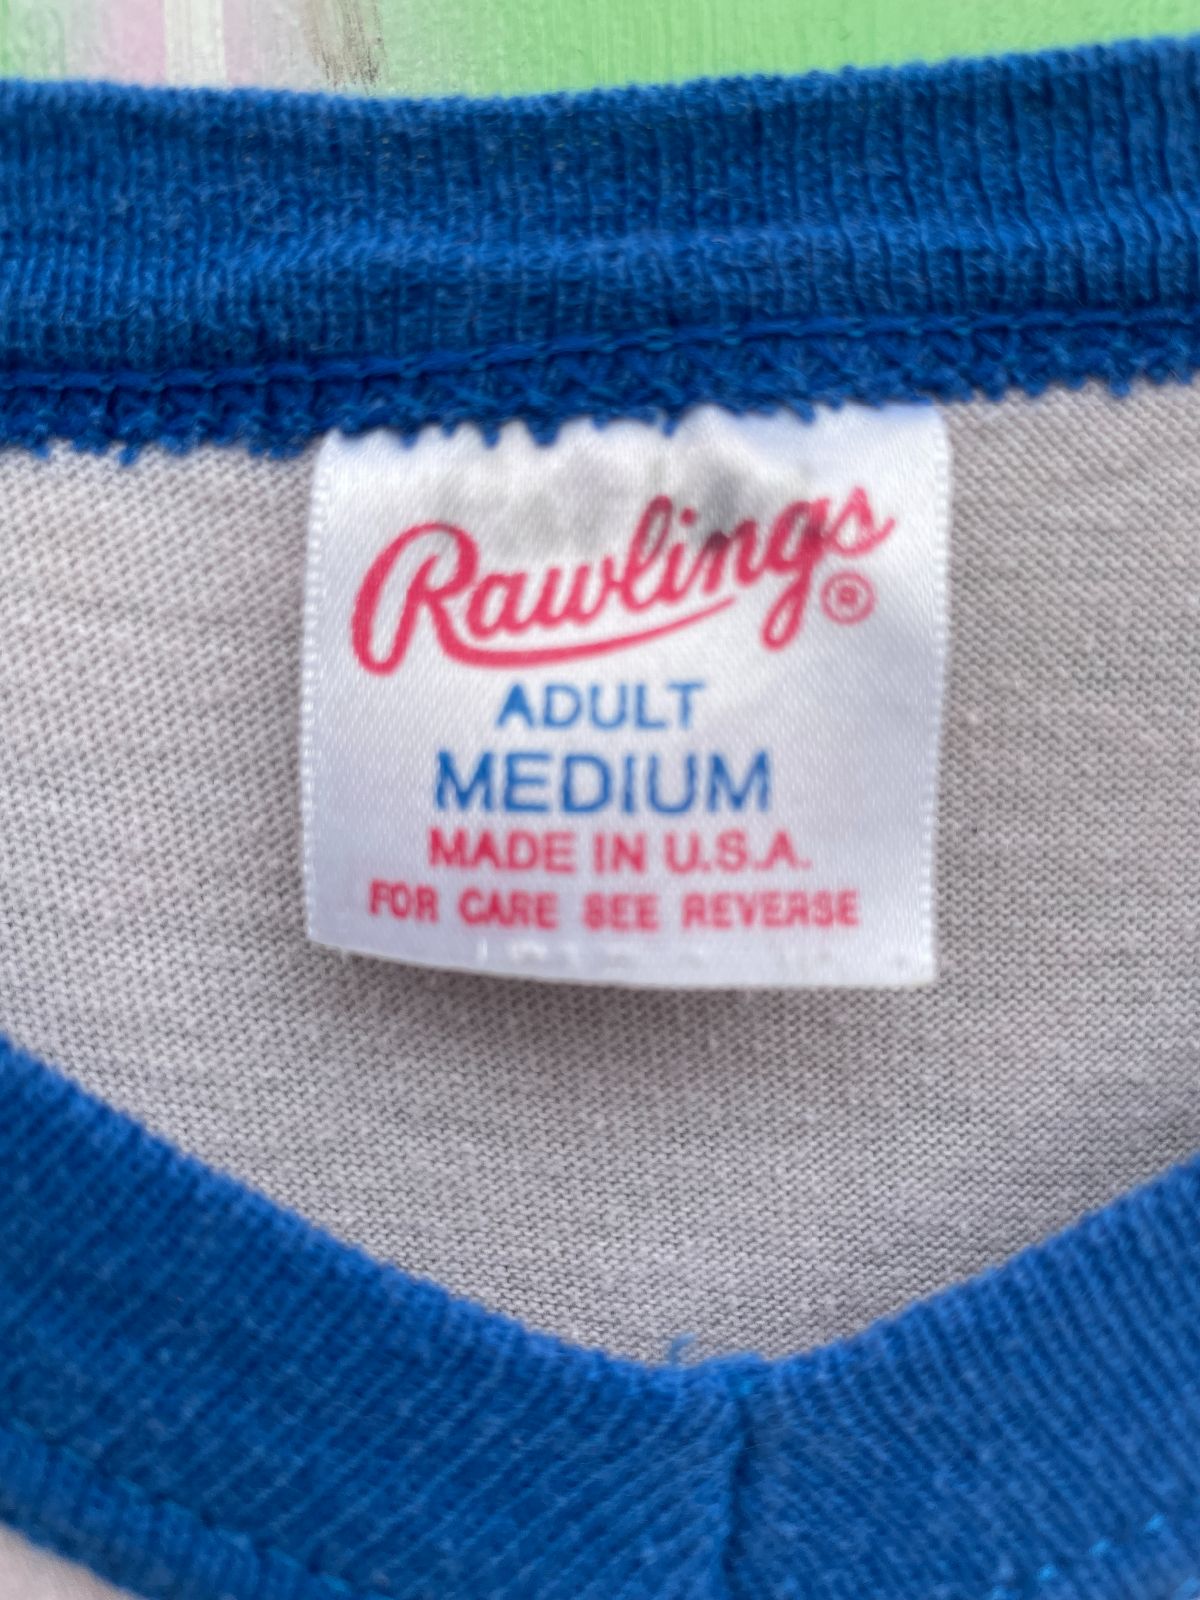 Rawlings®
ADULT
MEDIUM
MADE IN U.S.A.
FOR CARE SEE REVERSE